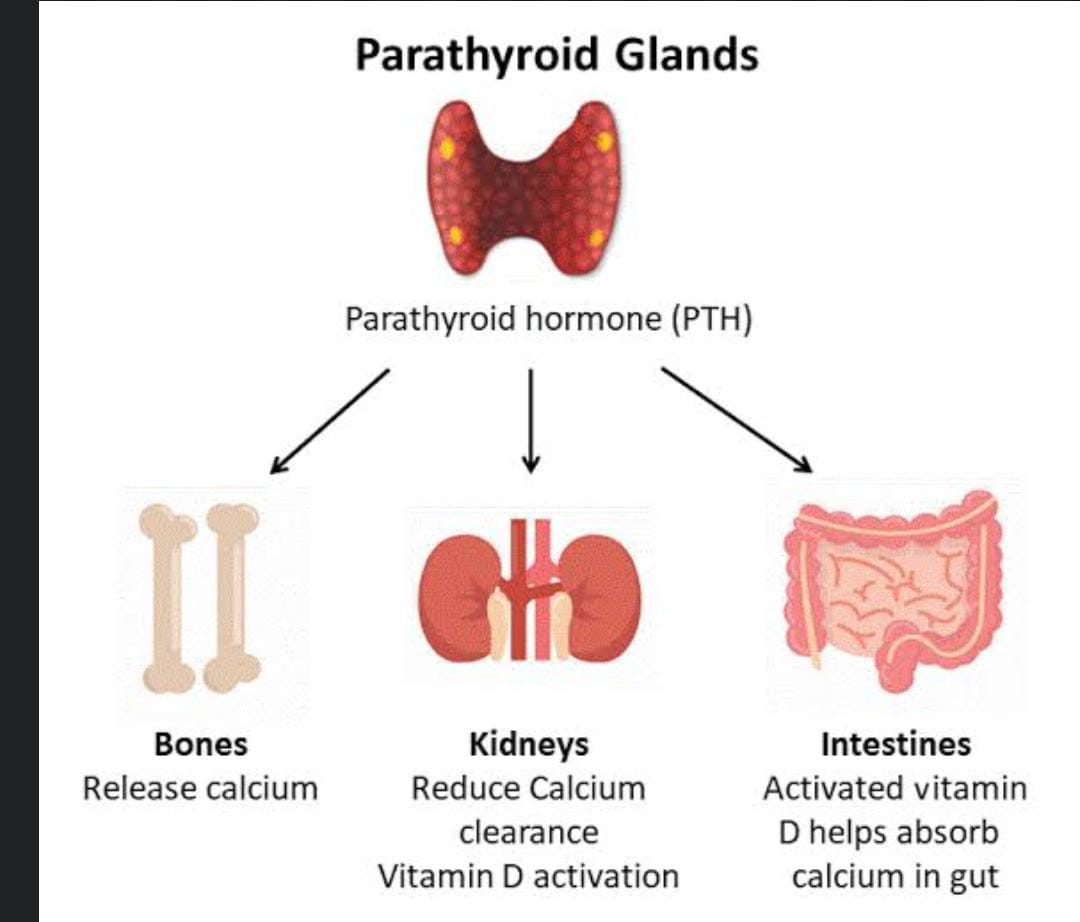 Parathyroid Glands
Parathyroid hormone (PTH)
Bones
Release calcium
Kidneys
Reduce Calcium
clearance
Vitamin D activation
Intestines
Activated vitamin
D helps absorb
calcium in gut